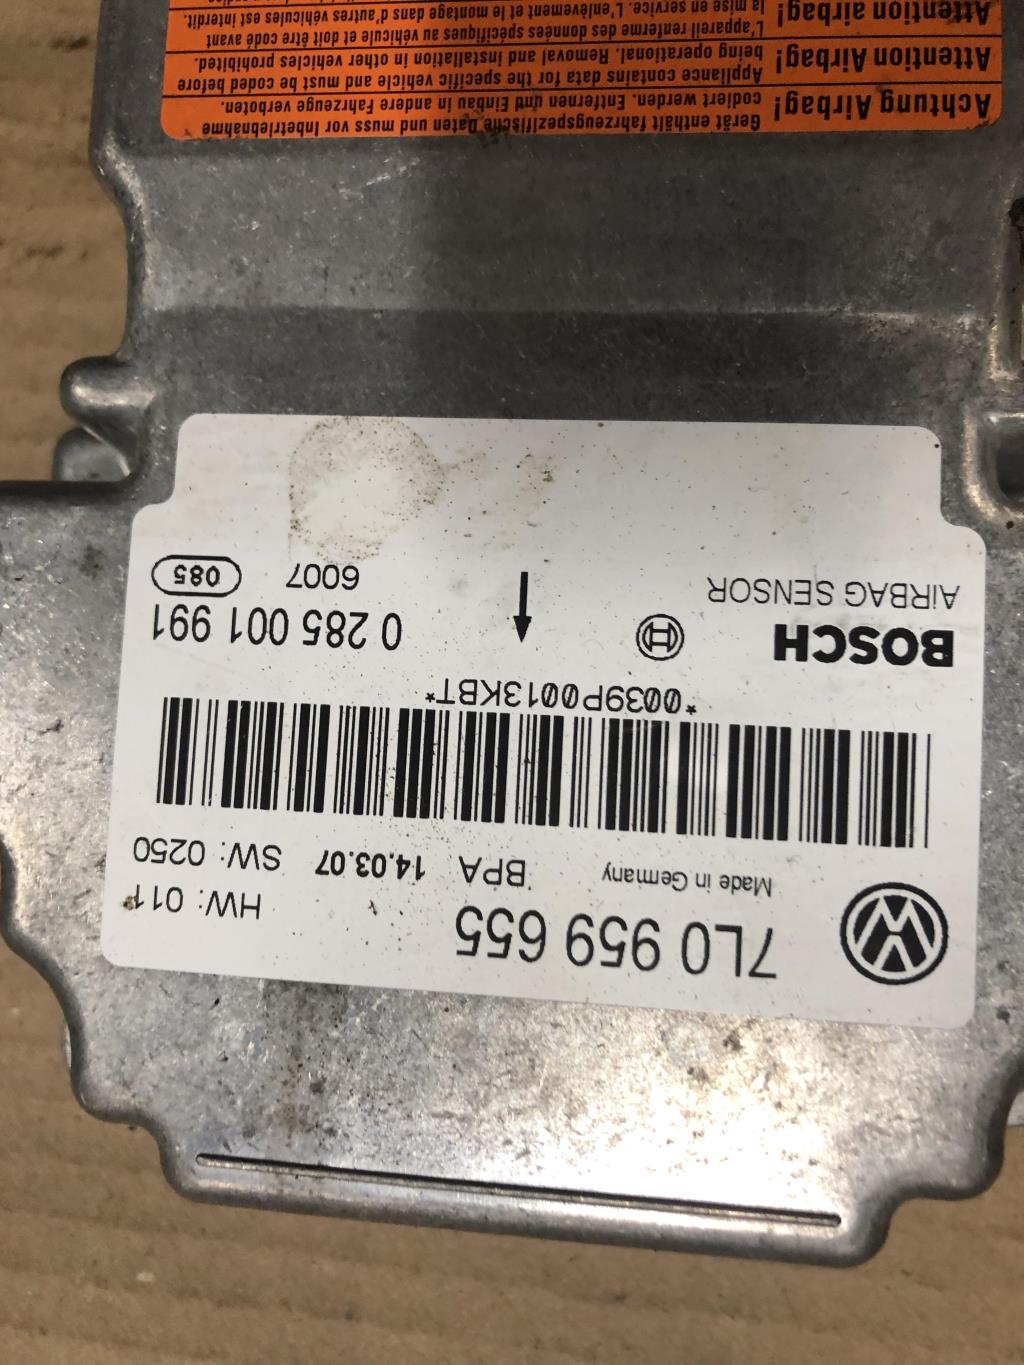 7L0 959 655
HW: 011
Made in Germany
BPA 14.03.07 SW: 0250
*0039P0013KBT*
BOSCH
0 285 001 991
AIRBAG SENSOR
6007
085
Achtung Airbag!
Gerät enthält fahrzeugspezifische Daten und muss vor Inbetriebnahme
codiert werden. Entfernen und Einbau in andere Fahrzeuge verboten.
Attention Airbag!
Appliance contains data for the specific vehicle and must be coded before
being operational. Removal and installation in other vehicles prohibited.
Attention airbag!
L'appareil renferme des données spécifiques au véhicule et doit être codé avant
la mise en service. L'enlèvement et le montage dans d'autres véhicules est interdit.